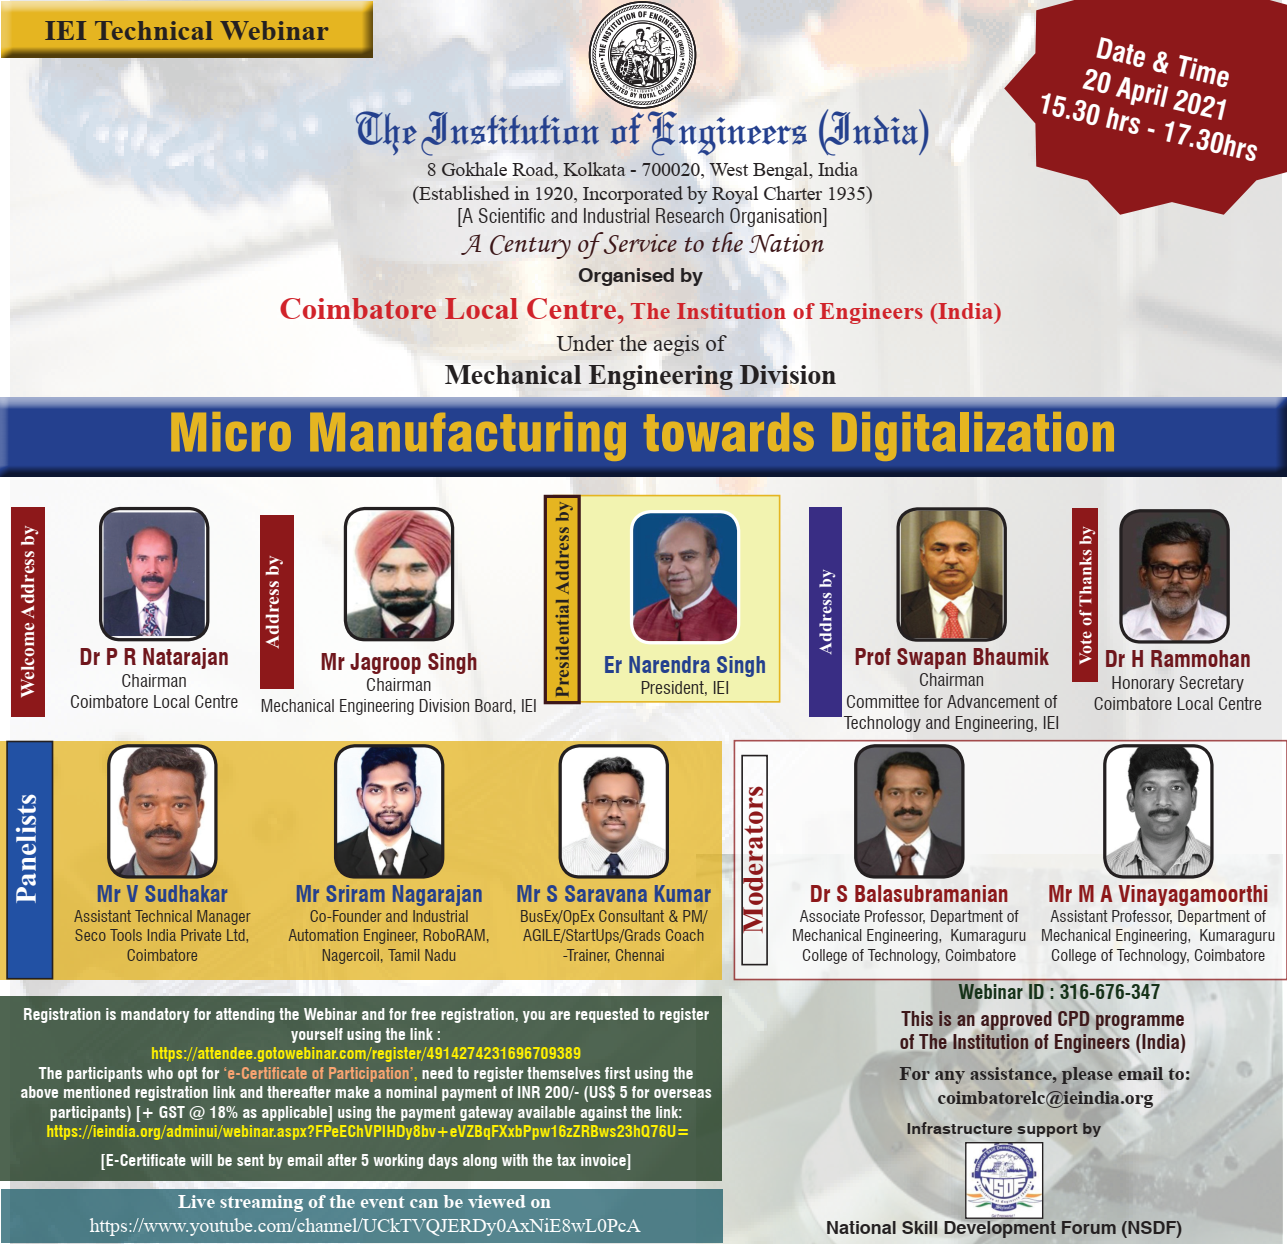 IEI Technical Webinar
Date & Time
20 April 2021
15.30 hrs - 17.30hrs
THE INSTITUTION OF ENGINEERS (INDIA)
INCORPORATED BY ROYAL CHARTER 1935
The Institution of Engineers (India)
8 Gokhale Road, Kolkata - 700020, West Bengal, India
(Established in 1920, Incorporated by Royal Charter 1935)
[A Scientific and Industrial Research Organisation]
A Century of Service to the Nation
Organised by
Coimbatore Local Centre, The Institution of Engineers (India)
Under the aegis of
Mechanical Engineering Division
Micro Manufacturing towards Digitalization
Welcome Address by
Dr P R Natarajan
Chairman
Coimbatore Local Centre
Address by
Mr Jagroop Singh
Chairman
Mechanical Engineering Division Board, IEI
Presidential Address by
Er Narendra Singh
President, IEI
Address by
Prof Swapan Bhaumik
Chairman
Committee for Advancement of
Technology and Engineering, IEI
Vote of Thanks by
Dr H Rammohan
Honorary Secretary
Coimbatore Local Centre
Panelists
Mr V Sudhakar
Assistant Technical Manager
Seco Tools India Private Ltd,
Coimbatore
Mr Sriram Nagarajan
Co-Founder and Industrial
Automation Engineer, RoboRAM,
Nagercoil, Tamil Nadu
Mr S Saravana Kumar
BusEx/OpEx Consultant & PM/
AGILE/StartUps/Grads Coach
-Trainer, Chennai
Moderators
Dr S Balasubramanian
Associate Professor, Department of
Mechanical Engineering, Kumaraguru
College of Technology, Coimbatore
Mr M A Vinayagamoorthi
Assistant Professor, Department of
Mechanical Engineering, Kumaraguru
College of Technology, Coimbatore
Registration is mandatory for attending the Webinar and for free registration, you are requested to register
yourself using the link :
https://attendee.gotowebinar.com/register/4914274231696709389
The participants who opt for 'e-Certificate of Participation', need to register themselves first using the
above mentioned registration link and thereafter make a nominal payment of INR 200/- (US$ 5 for overseas
participants) [+ GST @ 18% as applicable] using the payment gateway available against the link:
https://ieindia.org/adminui/webinar.aspx?FPeEChVPIHDy8bv+eVZBqFXxbPpw16zZRBws23hQ76U=
[E-Certificate will be sent by email after 5 working days along with the tax invoice]
Live streaming of the event can be viewed on
https://www.youtube.com/channel/UCkTVQJERDy0AxNiE8wL0PcA
Webinar ID : 316-676-347
This is an approved CPD programme
of The Institution of Engineers (India)
For any assistance, please email to:
coimbatorelc@ieindia.org
Infrastructure support by
NSDF
National Skill Development Forum (NSDF)